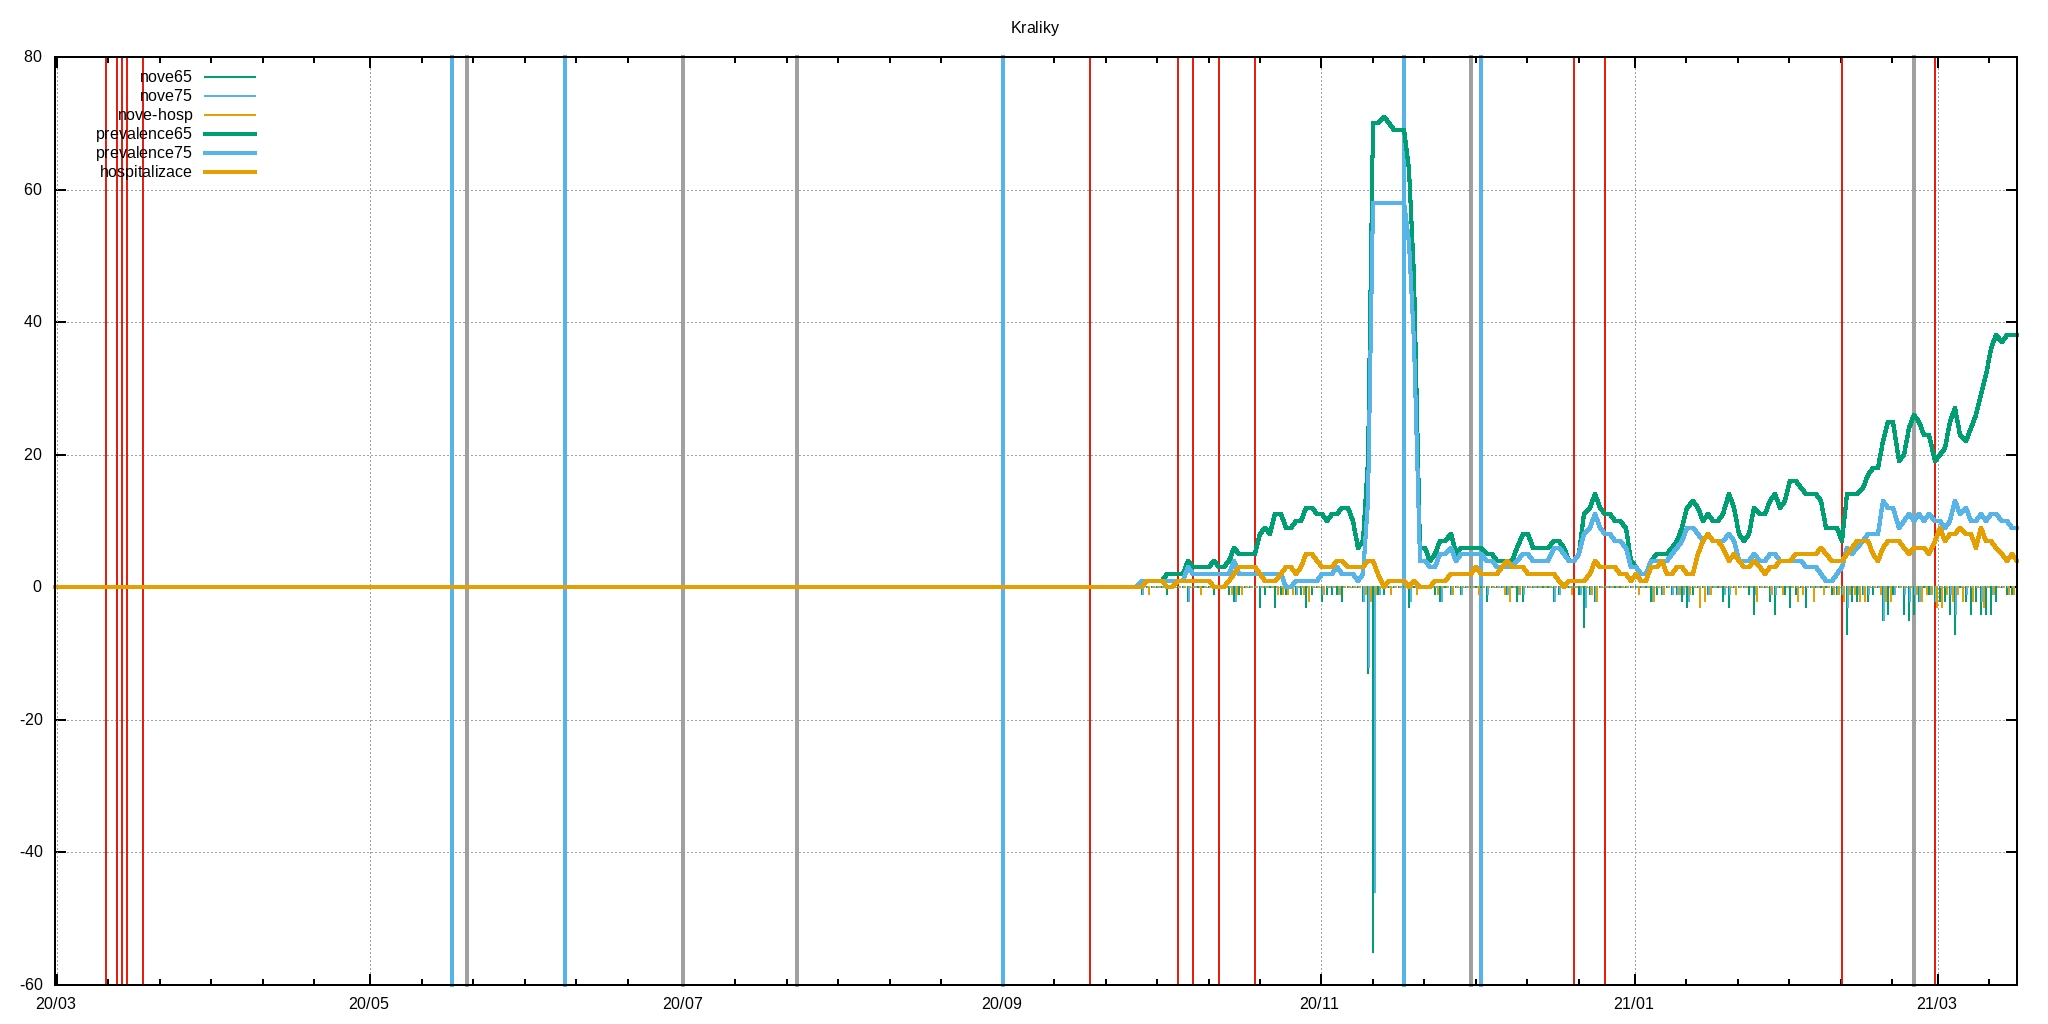 Kraliky
80
60
40
20
0
-20
-40
-60
nove65
nove75
nove-hosp
prevalence65
prevalence75
hospitalizace
20/03 20/05 20/07 20/09 20/11 21/01 21/03